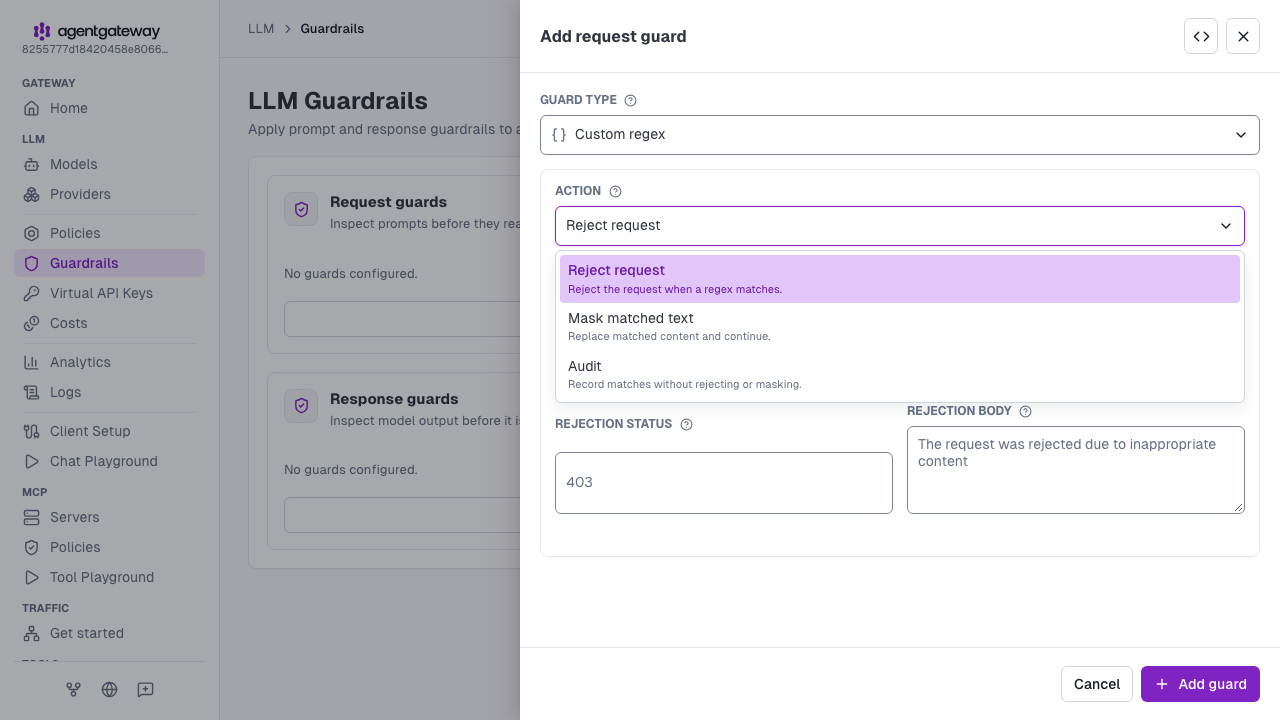 agentgateway
8255777d18420458e8066...
GATEWAY
Home
LLM
Models
Providers
Policies
Guardrails
Virtual API Keys
Costs
Analytics
Logs
Client Setup
Chat Playground
MCP
Servers
Policies
Tool Playground
TRAFFIC
Get started
LLM > Guardrails
LLM Guardrails
Apply prompt and response guardrails to
Request guards
Inspect prompts before they
No guards configured.
Response guards
Inspect model output before it
No guards configured.
Add request guard
GUARD TYPE
Custom regex
ACTION
Reject request
Reject request
Reject the request when a regex matches.
Mask matched text
Replace matched content and continue.
Audit
Record matches without rejecting or masking.
REJECTION STATUS
403
REJECTION BODY
The request was rejected due to inappropriate
content
Cancel
Add guard